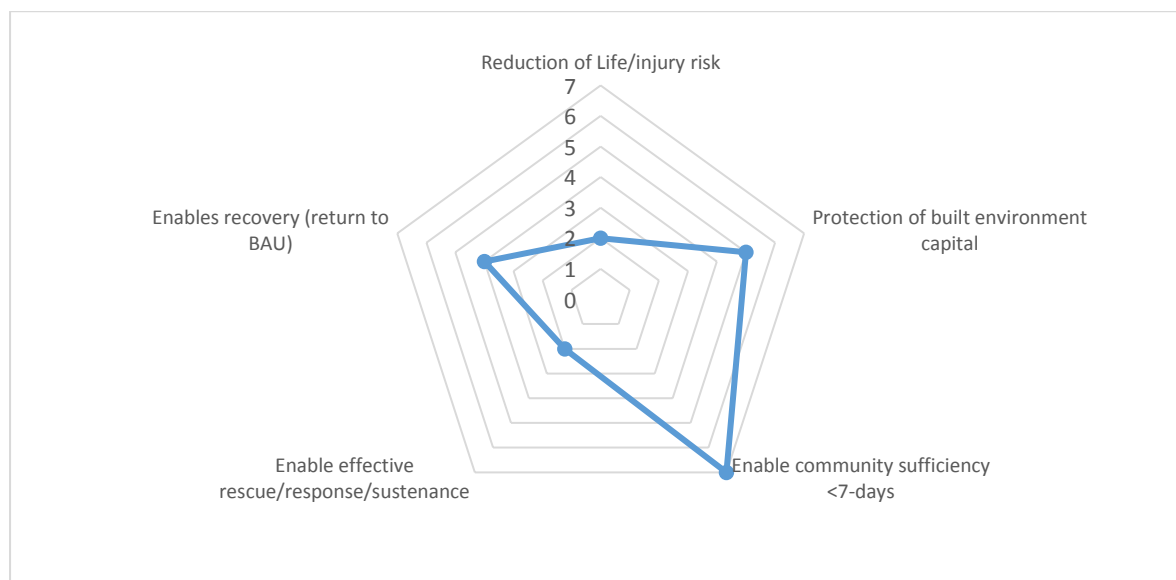 Reduction of Life/injury risk
7
6
5
4
3
2
1
0
Protection of built environment
capital
Enable community sufficiency
<7-days
Enable effective
rescue/response/sustenance
Enables recovery (return to
BAU)